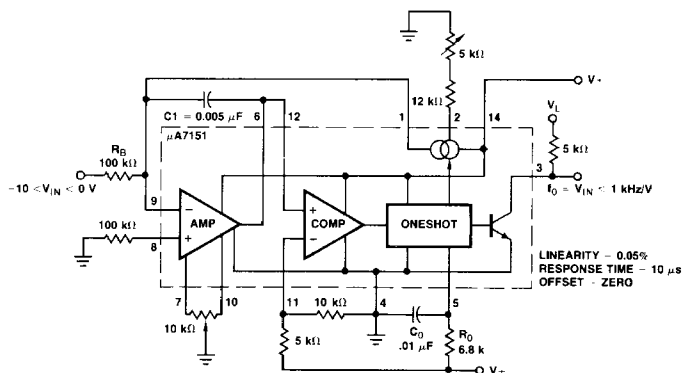 5 kΩ
12 kΩ
V+
C1 = 0.005 µF
6
12
1
2
14
V_L
µA7151
R_B
100 kΩ
5 kΩ
3
−10 < V_IN < 0 V
9
−
AMP
+
COMP
−
ONESHOT
f_O = V_IN < 1 kHz/V
100 kΩ
8
+
LINEARITY − 0.05%
RESPONSE TIME − 10 µs
OFFSET - ZERO
7
10
11
10 kΩ
4
5
10 kΩ
5 kΩ
C_0
.01 µF
R_0
6.8 k
V+